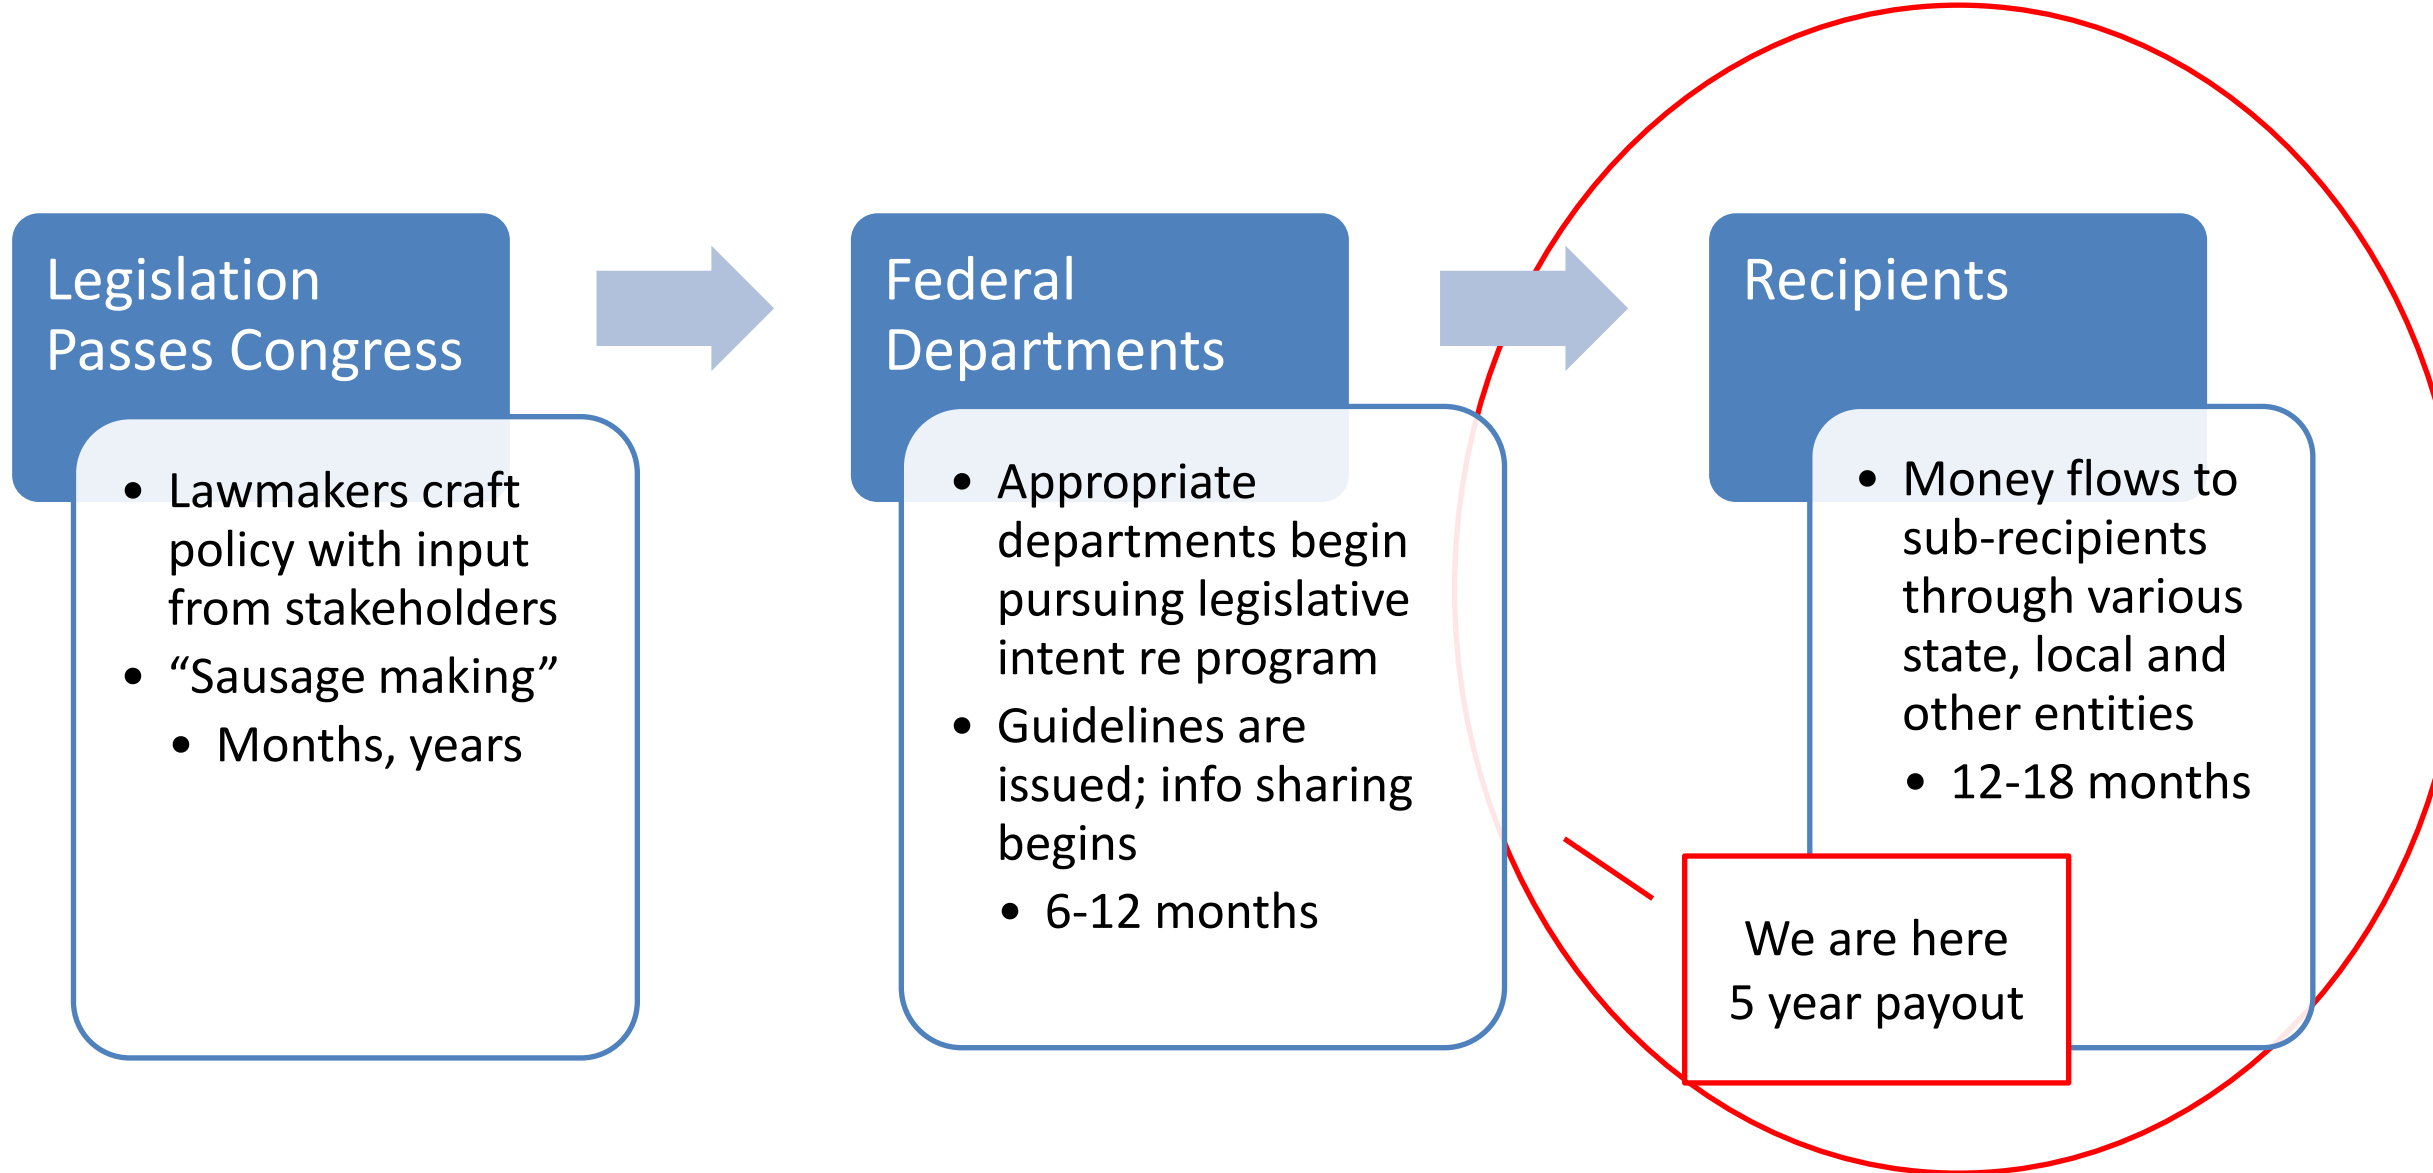 Legislation
Passes Congress
• Lawmakers craft
policy with input
from stakeholders
• “Sausage making”
• Months, years
Federal
Departments
• Appropriate
departments begin
pursuing legislative
intent re program
• Guidelines are
issued; info sharing
begins
• 6-12 months
Recipients
• Money flows to
sub-recipients
through various
state, local and
other entities
• 12-18 months
We are here
5 year payout